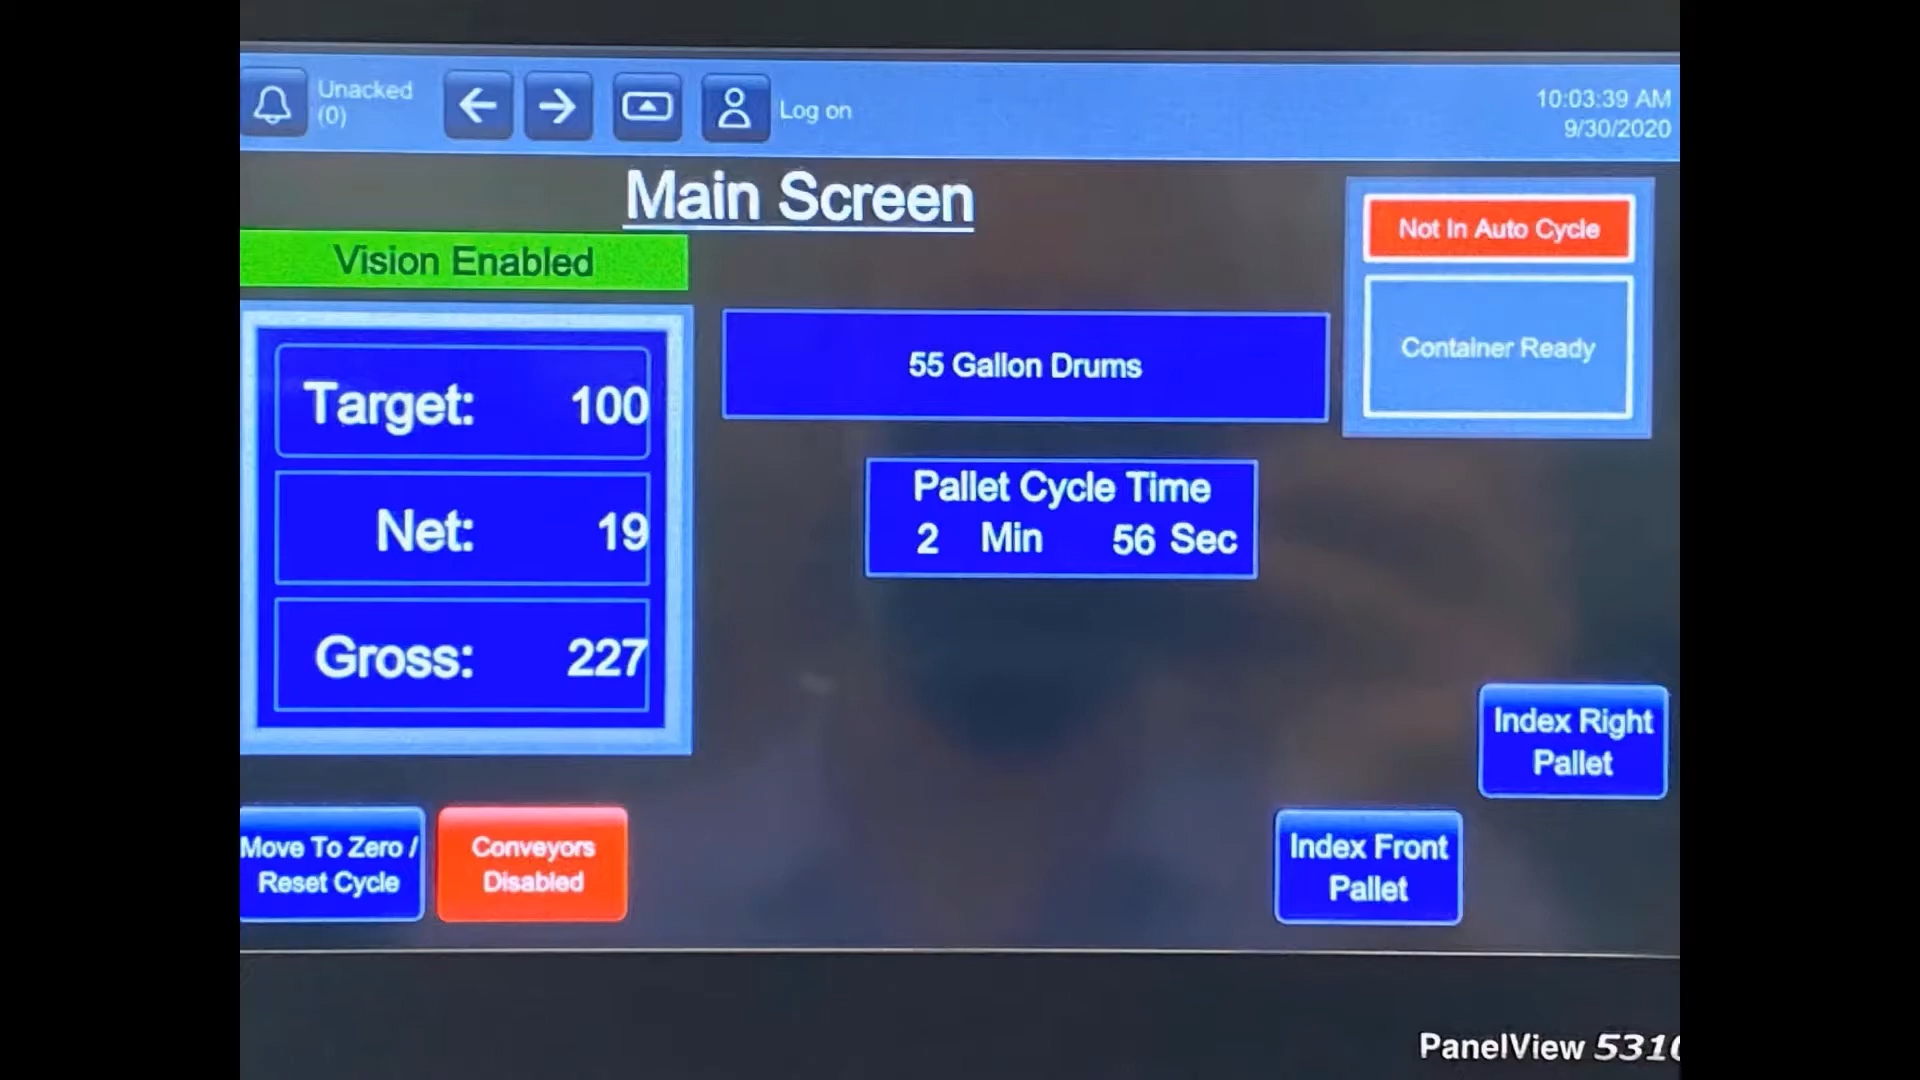 Unacked
(0)
Log on
10:03:39 AM
9/30/2020
Main Screen
Vision Enabled
Not In Auto Cycle
Container Ready
55 Gallon Drums
Target: 100
Net: 19
Gross: 227
Pallet Cycle Time
2 Min 56 Sec
Index Right
Pallet
Move To Zero /
Reset Cycle
Conveyors
Disabled
Index Front
Pallet
PanelView 5310